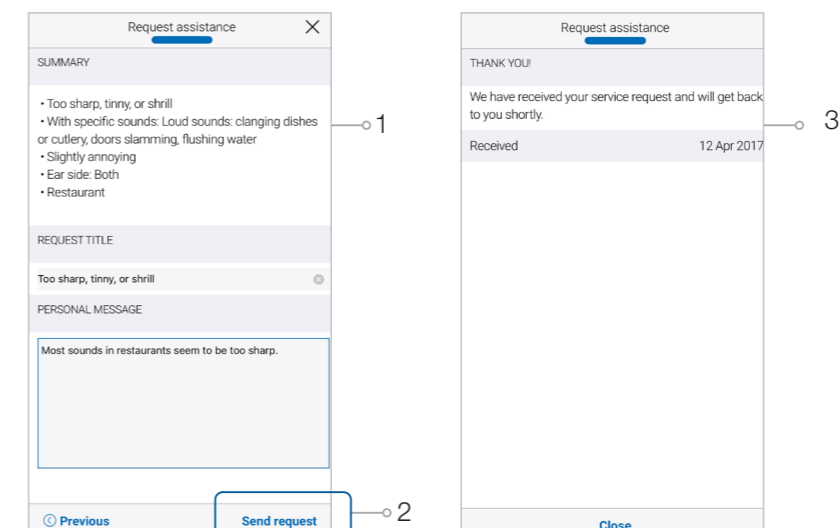 Request assistance
SUMMARY
• Too sharp, tinny, or shrill
• With specific sounds: Loud sounds: clanging dishes
or cutlery, doors slamming, flushing water
• Slightly annoying
• Ear side: Both
• Restaurant
1
REQUEST TITLE
Too sharp, tinny, or shrill
PERSONAL MESSAGE
Most sounds in restaurants seem to be too sharp.
Previous
Send request
2
Request assistance
THANK YOU!
We have received your service request and will get back
to you shortly.
3
Received 12 Apr 2017
Close